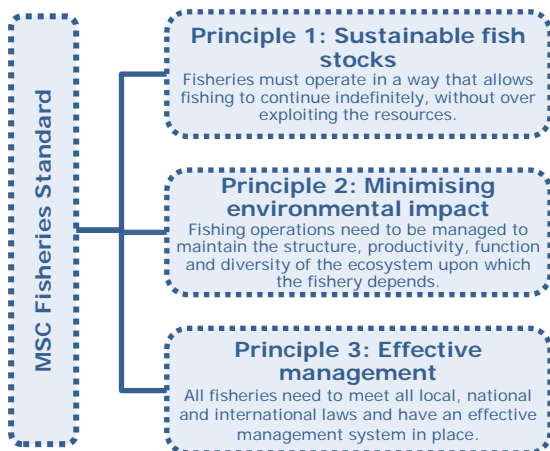 MSC Fisheries Standard
Principle 1: Sustainable fish
stocks
Fisheries must operate in a way that allows
fishing to continue indefinitely, without over
exploiting the resources.
Principle 2: Minimising
environmental impact
Fishing operations need to be managed to
maintain the structure, productivity, function
and diversity of the ecosystem upon which
the fishery depends.
Principle 3: Effective
management
All fisheries need to meet all local, national
and international laws and have an effective
management system in place.